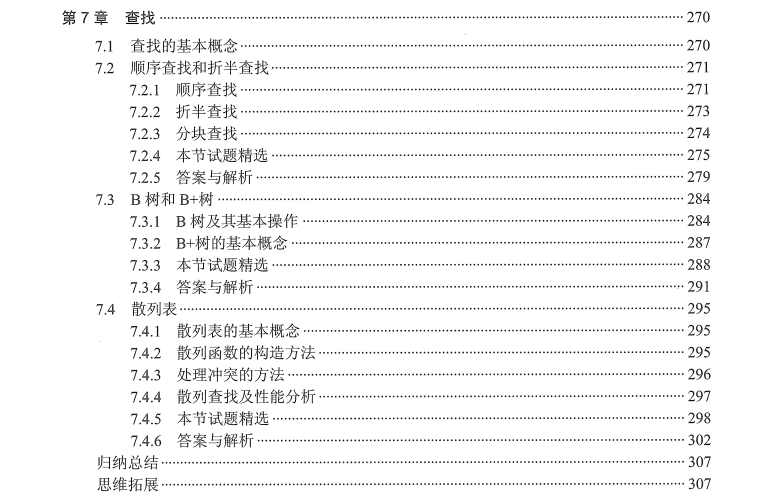 第 7 章 查找 270
7.1 查找的基本概念 270
7.2 顺序查找和折半查找 271
7.2.1 顺序查找 271
7.2.2 折半查找 273
7.2.3 分块查找 274
7.2.4 本节试题精选 275
7.2.5 答案与解析 279
7.3 B 树和 B+树 284
7.3.1 B 树及其基本操作 284
7.3.2 B+树的基本概念 287
7.3.3 本节试题精选 288
7.3.4 答案与解析 291
7.4 散列表 295
7.4.1 散列表的基本概念 295
7.4.2 散列函数的构造方法 295
7.4.3 处理冲突的方法 296
7.4.4 散列查找及性能分析 297
7.4.5 本节试题精选 298
7.4.6 答案与解析 302
归纳总结 307
思维拓展 307